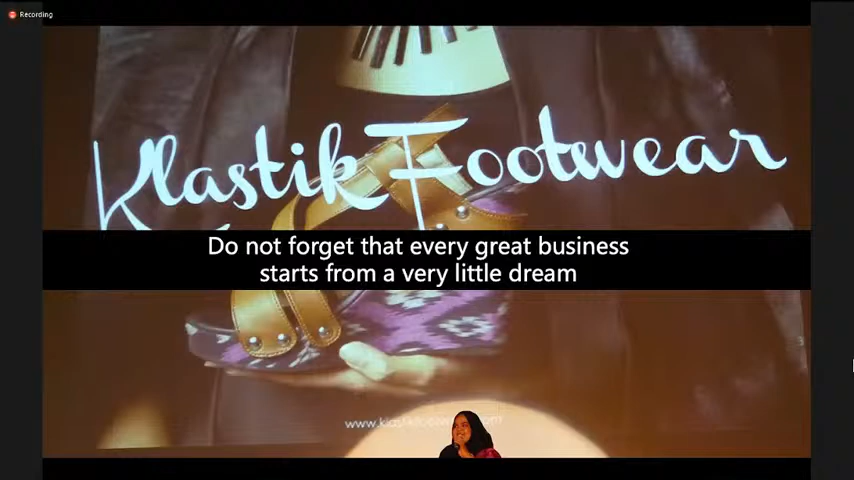 Recording
Klastik Footwear
Do not forget that every great business
starts from a very little dream